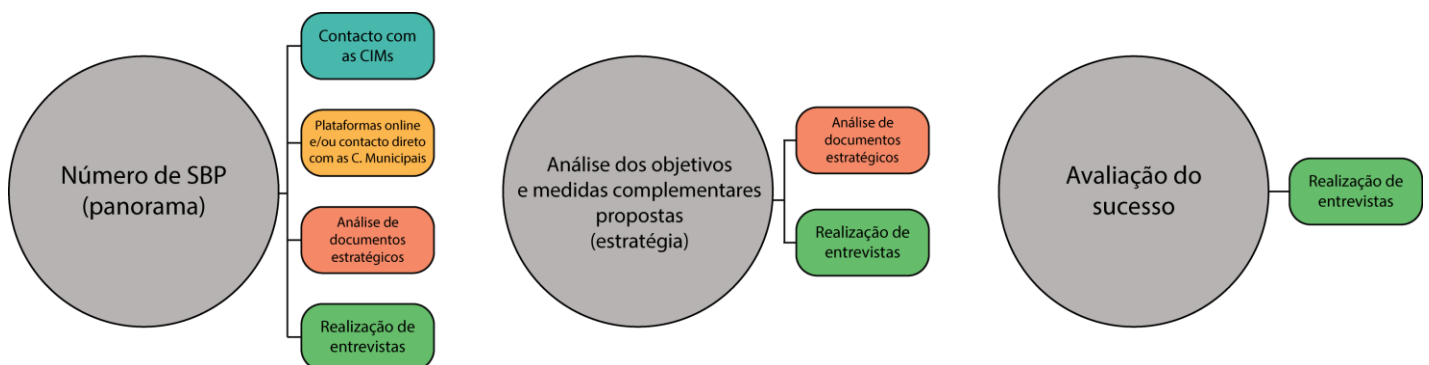 Número de SBP
(panorama)
Contacto com
as CIMs
Plataformas online
e/ou contacto direto
com as C. Municipais
Análise de
documentos
estratégicos
Realização de
entrevistas
Análise dos objetivos
e medidas complementares
propostas
(estratégia)
Análise de
documentos
estratégicos
Realização de
entrevistas
Avaliação do
sucesso
Realização de
entrevistas